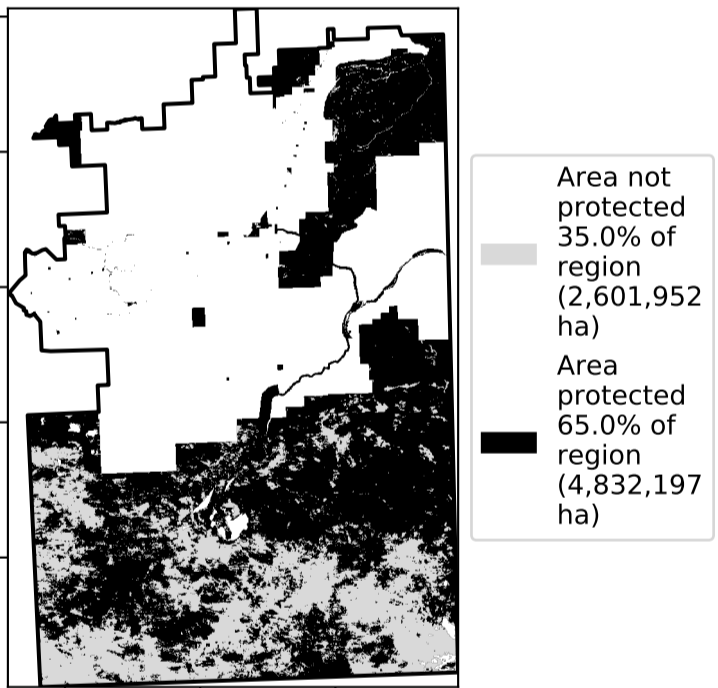 Area not
protected
35.0% of
region
(2,601,952
ha)
Area
protected
65.0% of
region
(4,832,197
ha)